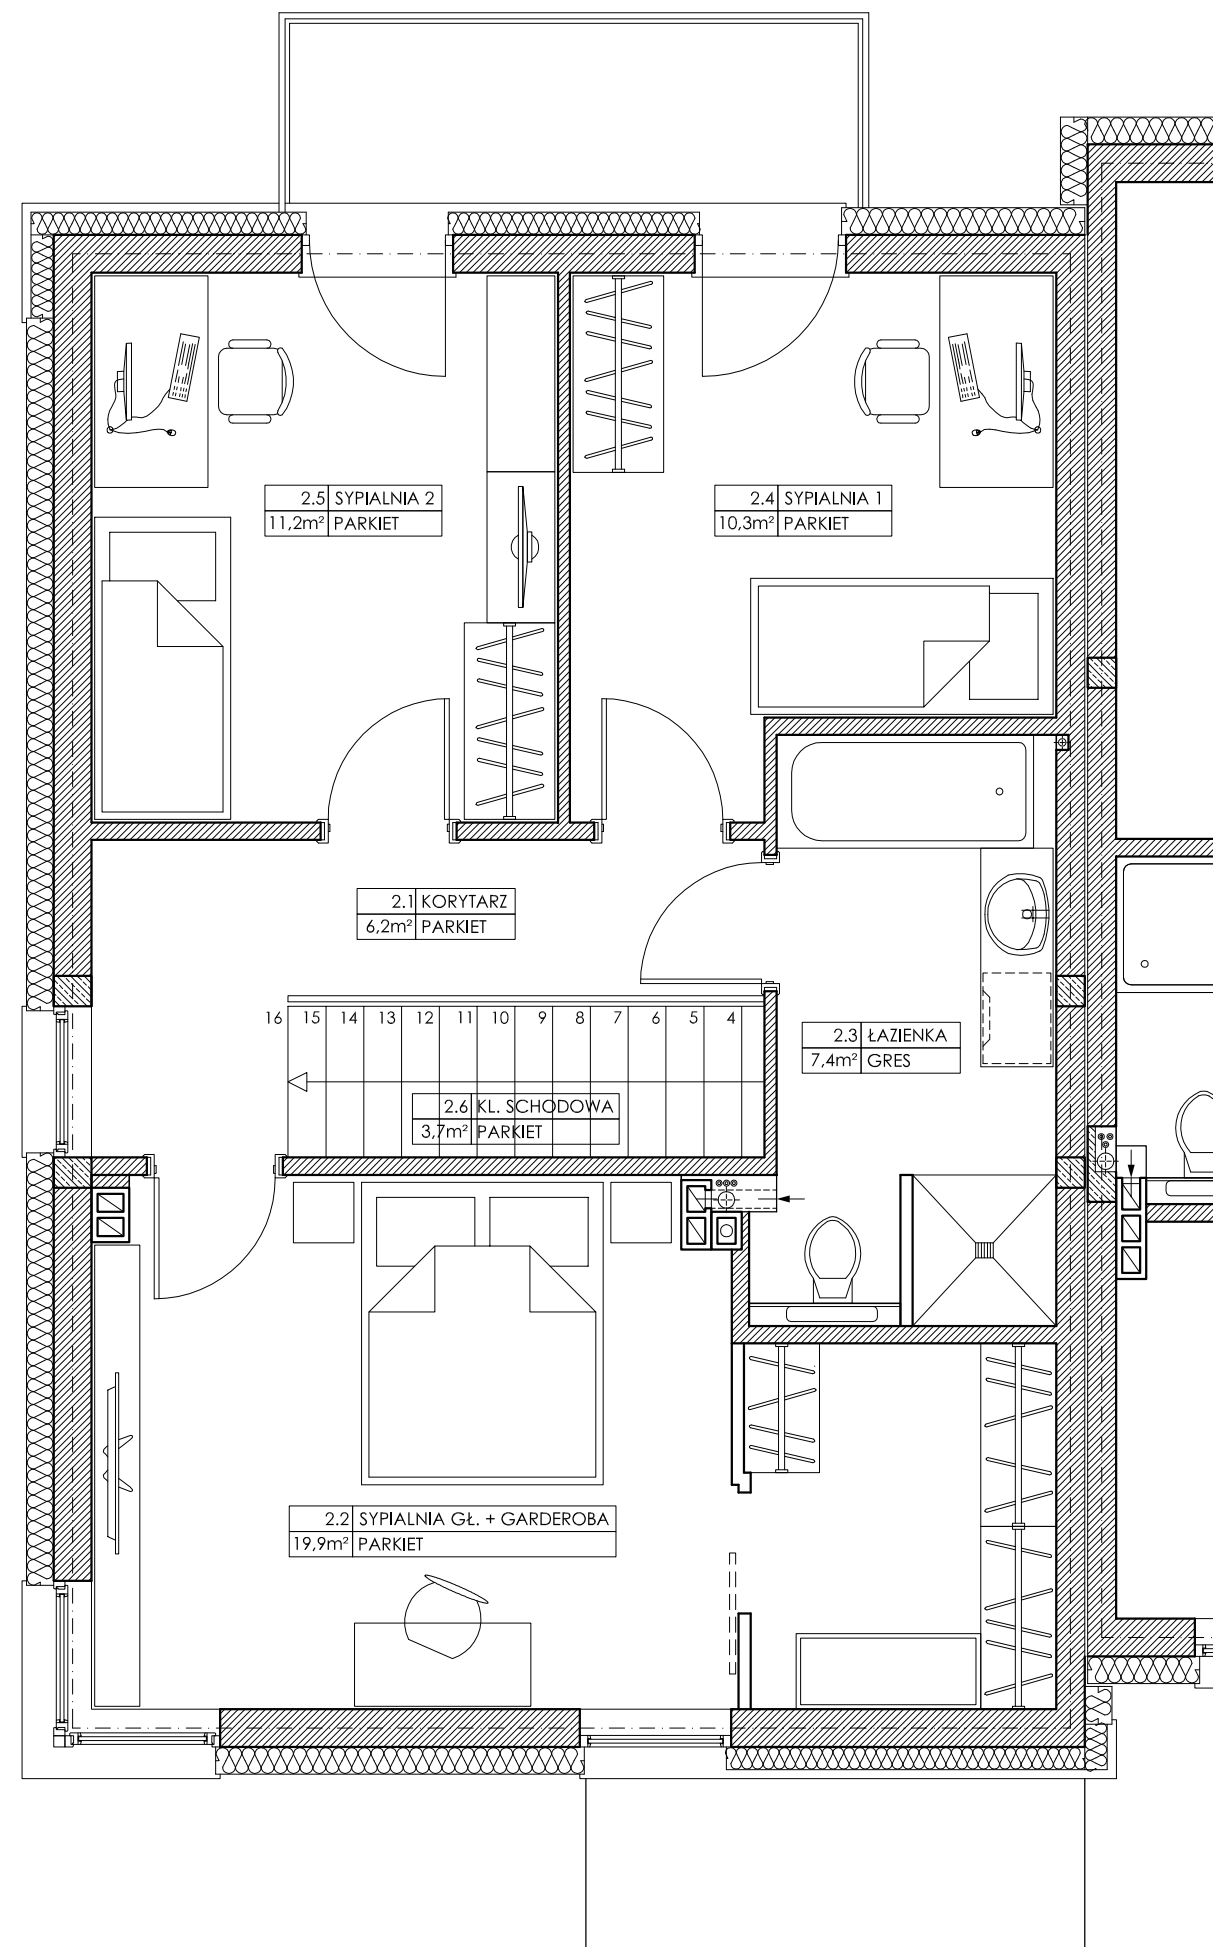 2.5 SYPIALNIA 2
11,2m² PARKIET
2.4 SYPIALNIA 1
10,3m² PARKIET
2.1 KORYTARZ
6,2m² PARKIET
16 15 14 13 12 11 10 9 8 7 6 5 4
2.3 ŁAZIENKA
7,4m² GRES
2.6 KL. SCHODOWA
3,7m² PARKIET
2.2 SYPIALNIA GŁ. + GARDEROBA
19,9m² PARKIET